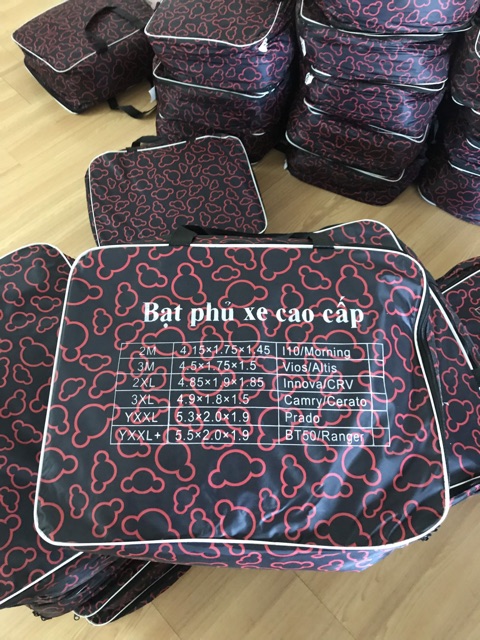 Bạt phủ xe cao cấp
2M 4.15×1.75×1.45 I10/Morning
3M 4.5×1.75×1.5 Vios/Altis
2XL 4.85×1.9×1.85 Innova/CRV
3XL 4.9×1.8×1.5 Camry/Cerato
YXXL 5.3×2.0×1.9 Prado
YXXL+ 5.5×2.0×1.9 BT50/Ranger